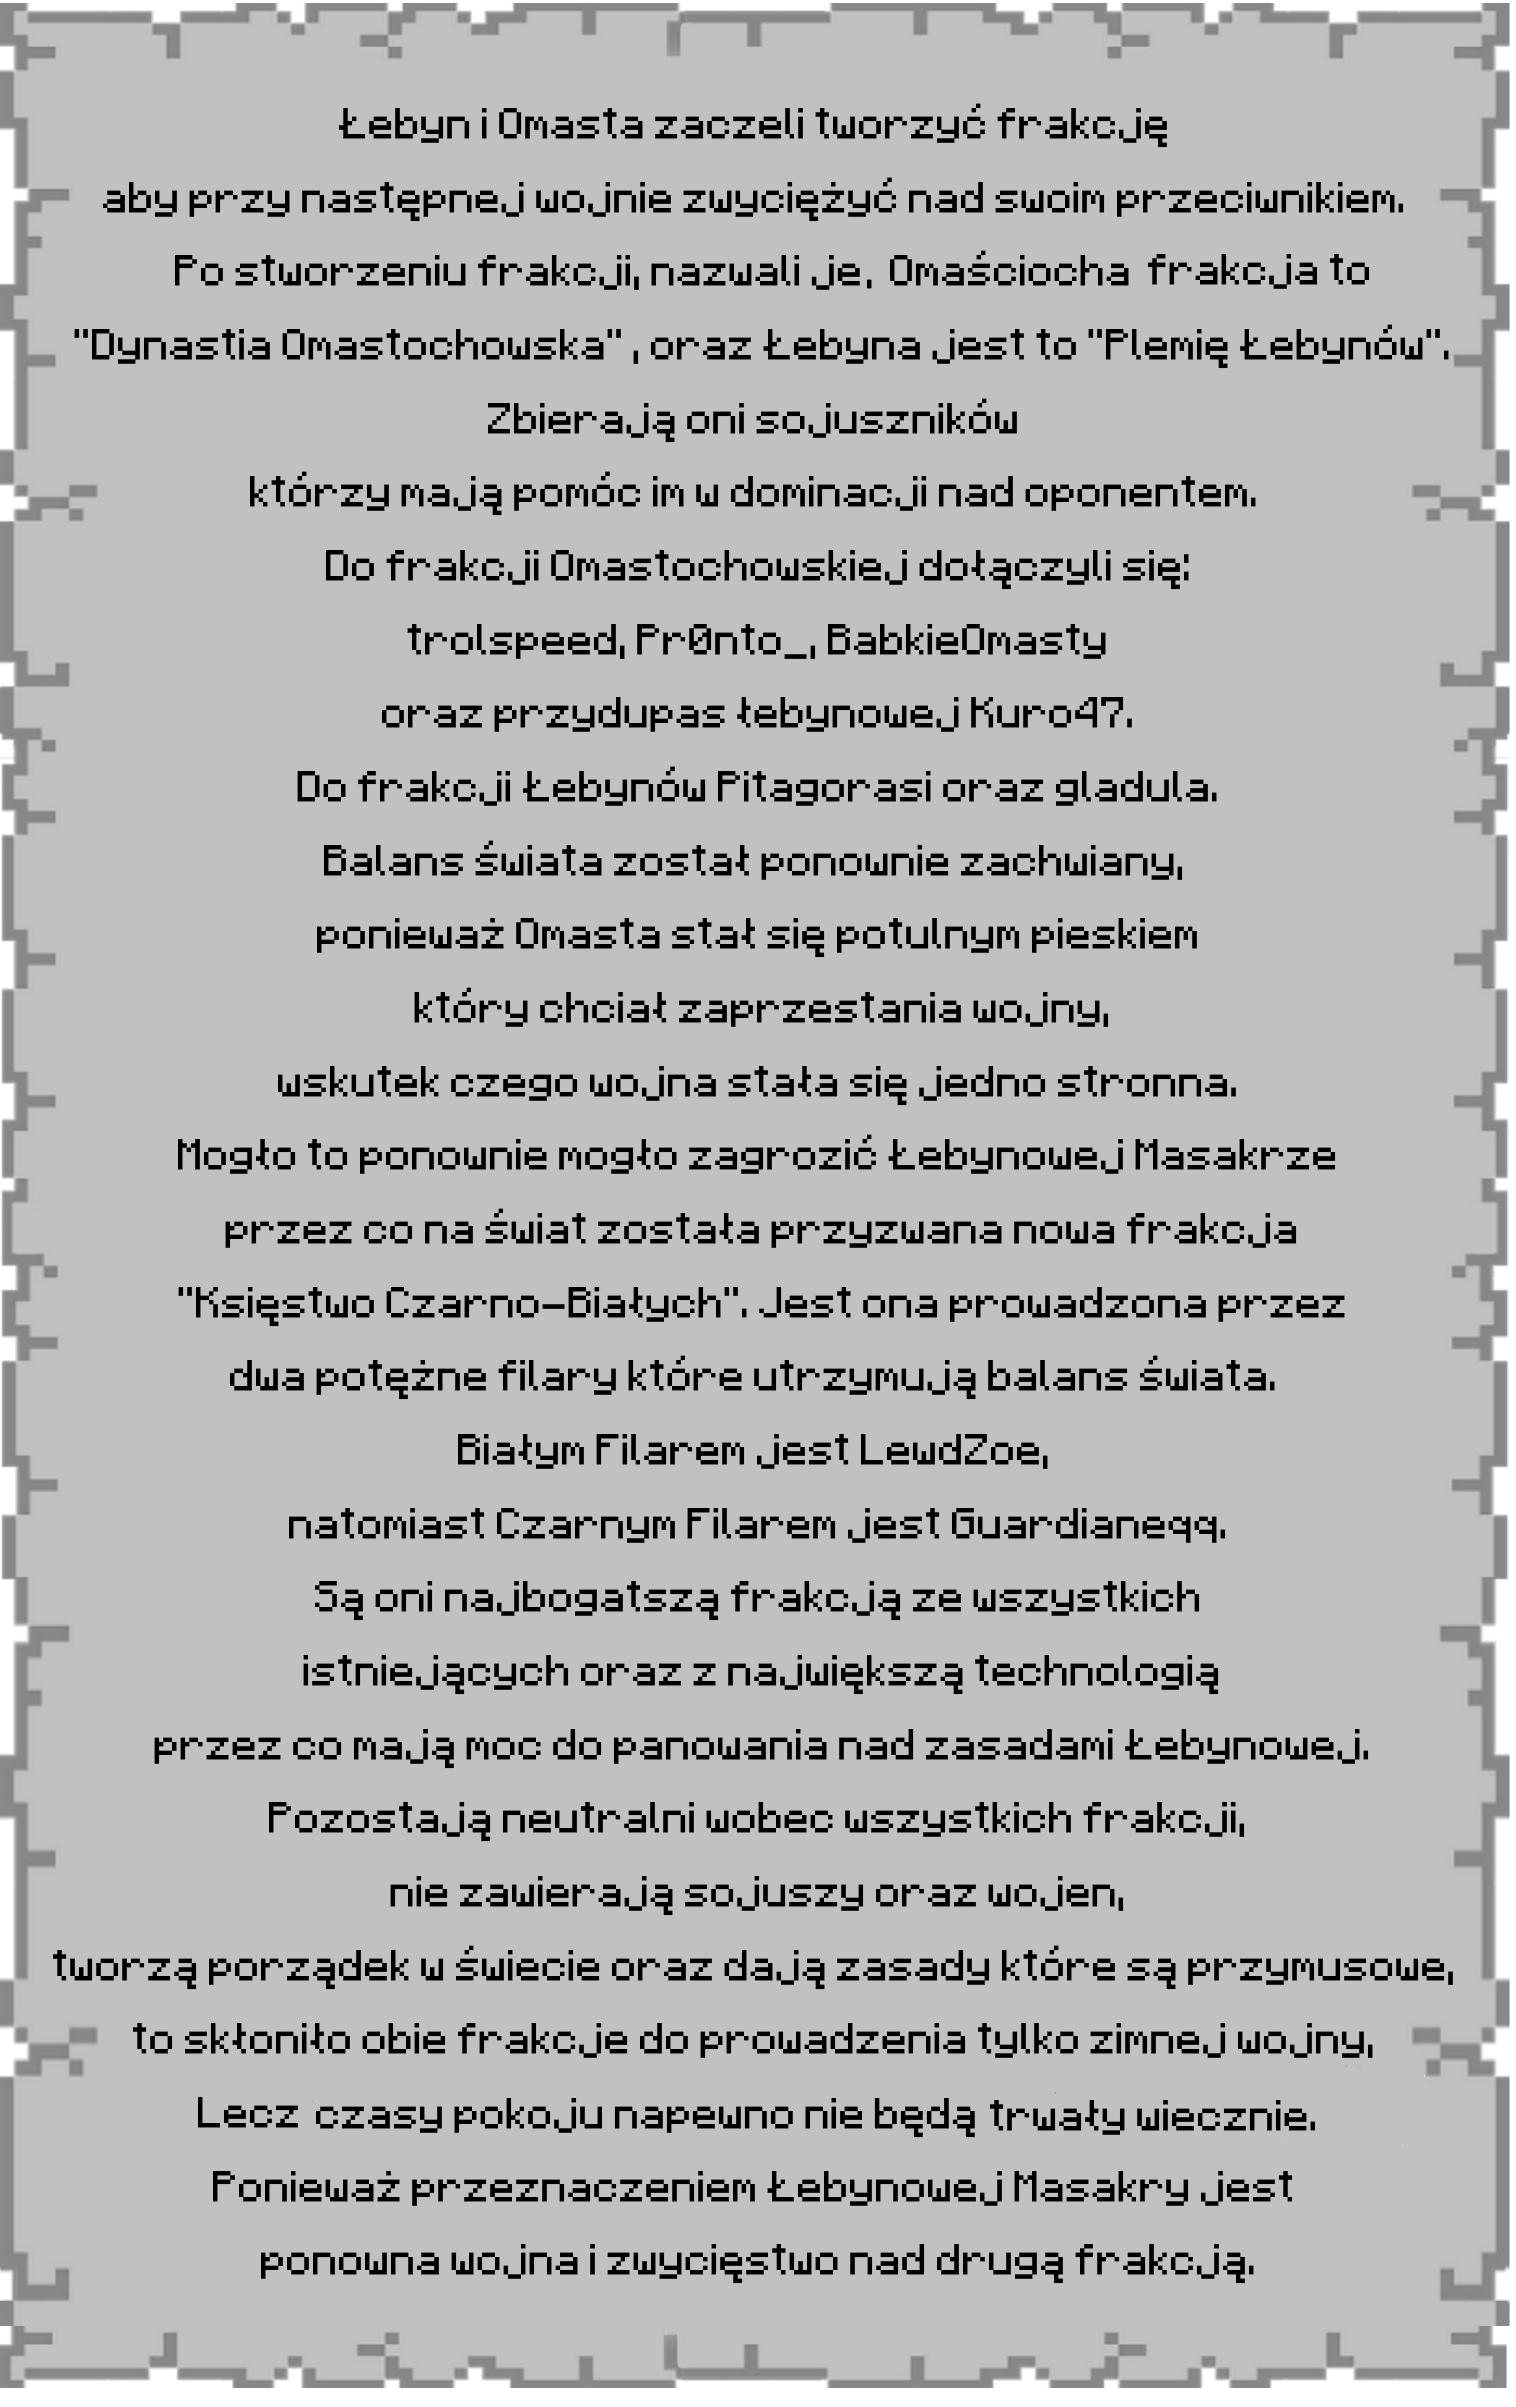 Łebyn i Omasta zaczeli tworzyć frakcję
aby przy następnej wojnie zwyciężyć nad swoim przeciwnikiem.
Po stworzeniu frakcji, nazwali je, Omaściocha frakcja to
"Dynastia Omastochowska" , oraz Łebyna jest to "Plemię Łebynów".
Zbierają oni sojuszników
którzy mają pomóc im w dominacji nad oponentem.
Do frakcji Omastochowskiej dołączyli się:
trolspeed, Pr0nto_, BabkieOmasty
oraz przydupas łebynowej Kuro47.
Do frakcji Łebynów Pitagorasi oraz gladula.
Balans świata został ponownie zachwiany,
ponieważ Omasta stał się potulnym pieskiem
który chciał zaprzestania wojny,
wskutek czego wojna stała się jedno stronna.
Mogło to ponownie mogło zagrozić Łebynowej Masakrze
przez co na świat została przyzwana nowa frakcja
"Księstwo Czarno-Białych". Jest ona prowadzona przez
dwa potężne filary które utrzymują balans świata.
Białym Filarem jest LewdZoe,
natomiast Czarnym Filarem jest Guardianeqq.
Są oni najbogatszą frakcją ze wszystkich
istniejących oraz z największą technologią
przez co mają moc do panowania nad zasadami Łebynowej.
Pozostają neutralni wobec wszystkich frakcji,
nie zawierają sojuszy oraz wojen,
tworzą porządek w świecie oraz dają zasady które są przymusowe,
to skłoniło obie frakcje do prowadzenia tylko zimnej wojny,
Lecz czasy pokoju napewno nie będą trwały wiecznie.
Ponieważ przeznaczeniem Łebynowej Masakry jest
ponowna wojna i zwycięstwo nad drugą frakcją.